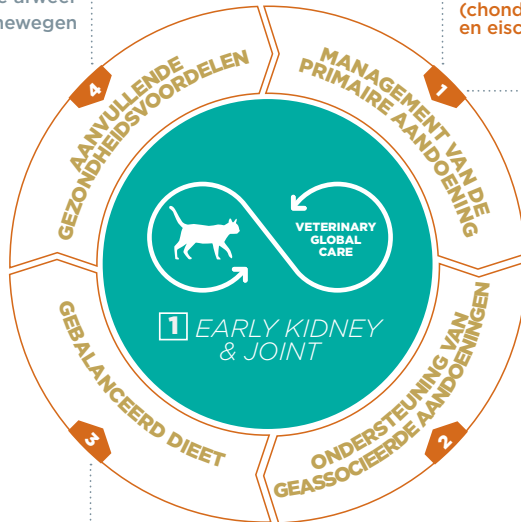 afweer
bewegen
(chond
en eisc
4
AANVULLENDE
GEZONDHEIDSVOORDELEN
1
MANAGEMENT VAN DE
PRIMAIRE AANDOENING
VETERINARY
GLOBAL
CARE
1 EARLY KIDNEY
& JOINT
3
GEBALANCEERD DIEET
2
ONDERSTEUNING VAN
GEASSOCIEERDE AANDOENINGEN